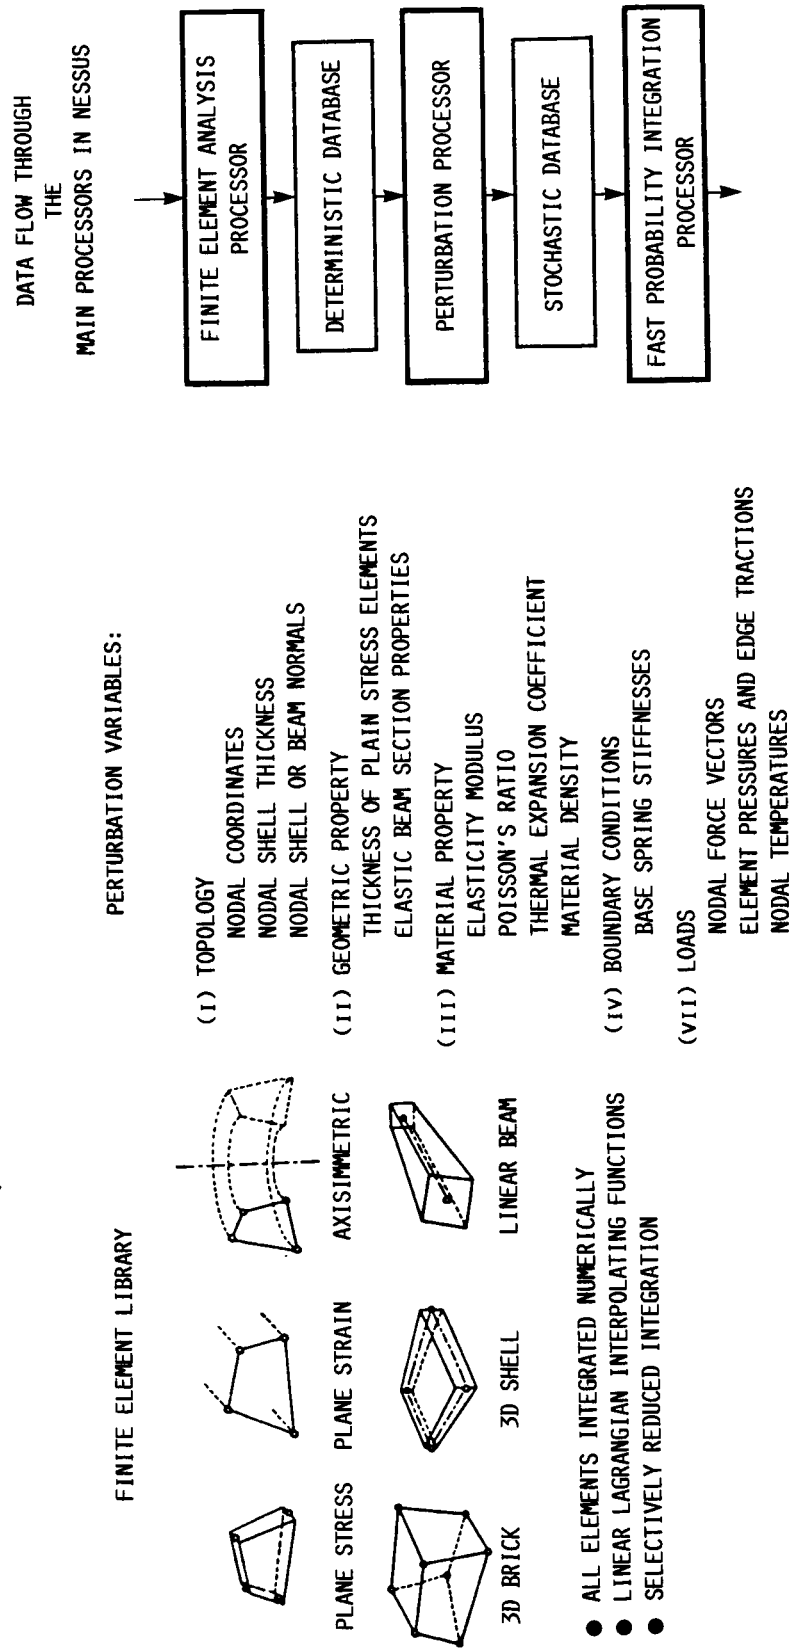 FINITE ELEMENT LIBRARY
PLANE STRESS
PLANE STRAIN
AXISIMMETRIC
3D BRICK
3D SHELL
LINEAR BEAM
● ALL ELEMENTS INTEGRATED NUMERICALLY
● LINEAR LAGRANGIAN INTERPOLATING FUNCTIONS
● SELECTIVELY REDUCED INTEGRATION
PERTURBATION VARIABLES:
(I) TOPOLOGY
NODAL COORDINATES
NODAL SHELL THICKNESS
NODAL SHELL OR BEAM NORMALS
(II) GEOMETRIC PROPERTY
THICKNESS OF PLAIN STRESS ELEMENTS
ELASTIC BEAM SECTION PROPERTIES
(III) MATERIAL PROPERTY
ELASTICITY MODULUS
POISSON'S RATIO
THERMAL EXPANSION COEFFICIENT
MATERIAL DENSITY
(IV) BOUNDARY CONDITIONS
BASE SPRING STIFFNESSES
(VII) LOADS
NODAL FORCE VECTORS
ELEMENT PRESSURES AND EDGE TRACTIONS
NODAL TEMPERATURES
DATA FLOW THROUGH
THE
MAIN PROCESSORS IN NESSUS
FINITE ELEMENT ANALYSIS
PROCESSOR
DETERMINISTIC DATABASE
PERTURBATION PROCESSOR
STOCHASTIC DATABASE
FAST PROBABILITY INTEGRATION
PROCESSOR